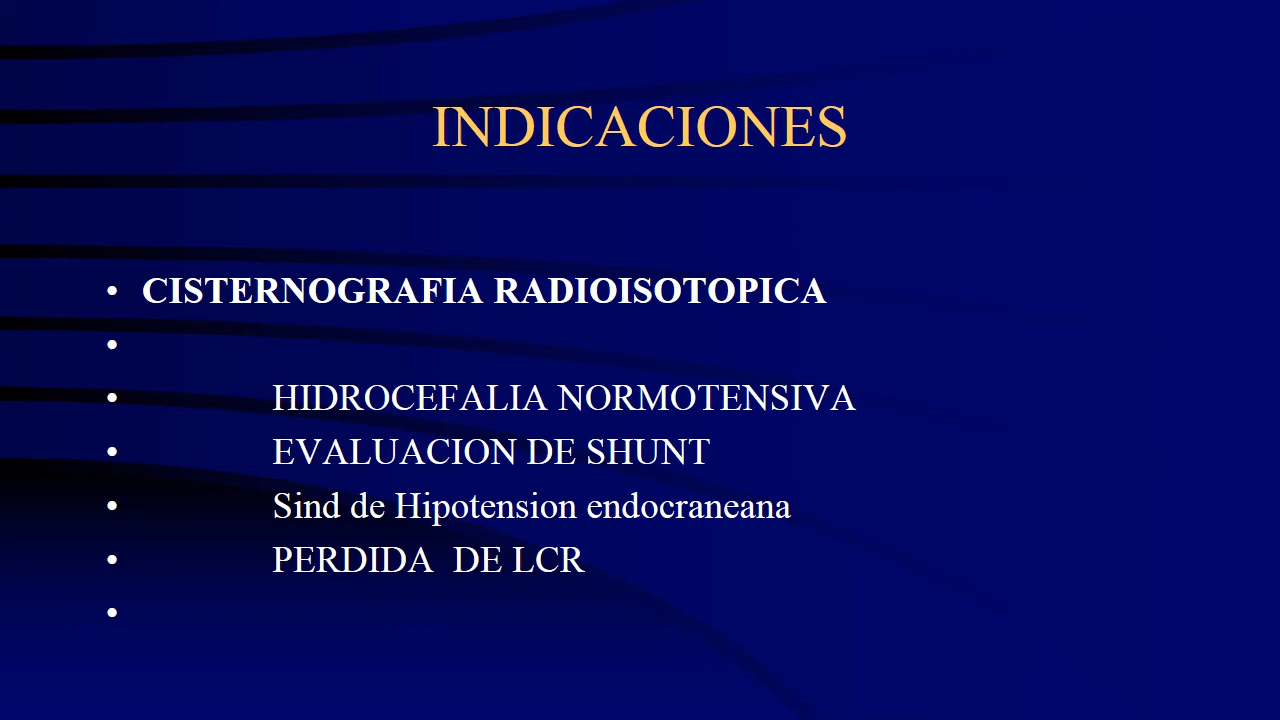 INDICACIONES
• CISTERNOGRAFIA RADIOISOTOPICA
•
• HIDROCEFALIA NORMOTENSIVA
• EVALUACION DE SHUNT
• Sind de Hipotension endocraneana
• PERDIDA  DE LCR
•